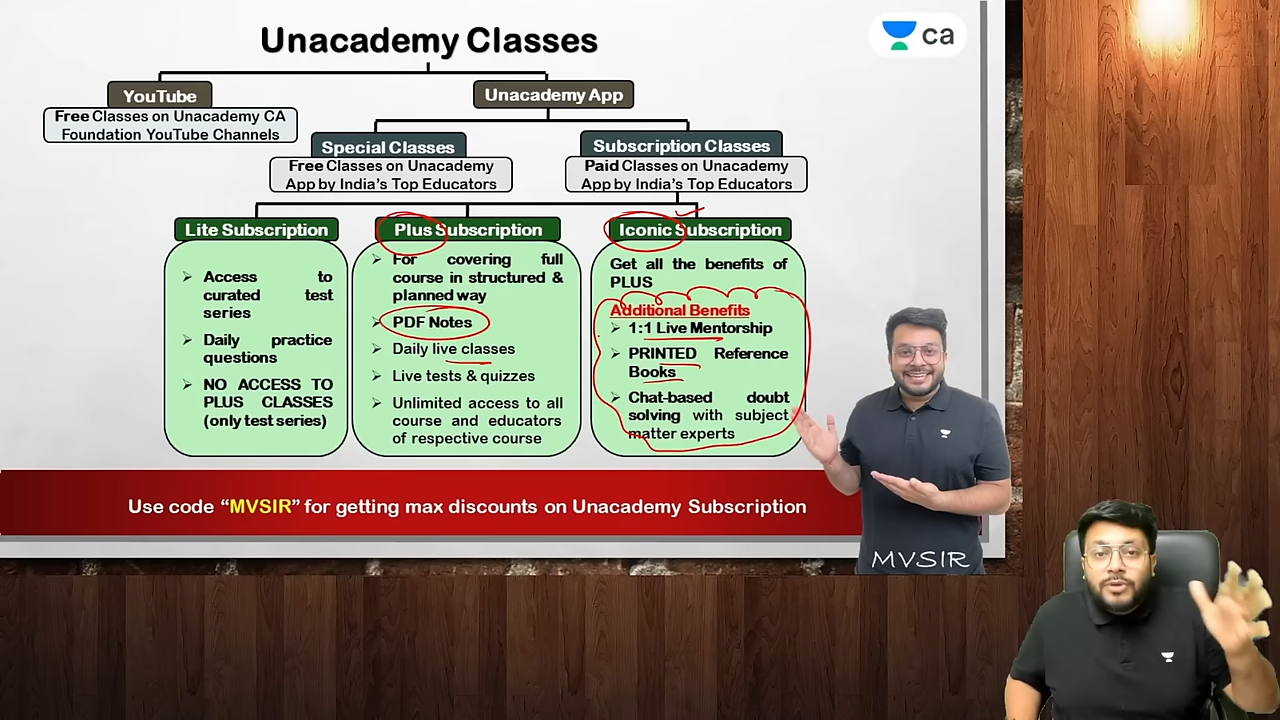 Unacademy Classes
ca
YouTube
Free Classes on Unacademy CA
Foundation YouTube Channels
Unacademy App
Special Classes
Free Classes on Unacademy
App by India's Top Educators
Subscription Classes
Paid Classes on Unacademy
App by India's Top Educators
Lite Subscription
➢ Access to
curated test
series
➢ Daily practice
questions
➢ NO ACCESS TO
PLUS CLASSES
(only test series)
Plus Subscription
➢ For covering full
course in structured &
planned way
➢ PDF Notes
➢ Daily live classes
➢ Live tests & quizzes
➢ Unlimited access to all
course and educators
of respective course
Iconic Subscription
Get all the benefits of
PLUS
Additional Benefits
➢ 1:1 Live Mentorship
➢ PRINTED Reference
Books
➢ Chat-based doubt
solving with subject
matter experts
Use code “MVSIR” for getting max discounts on Unacademy Subscription
MVSIR